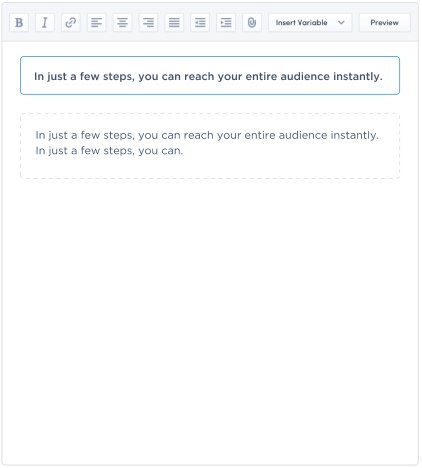 B I Insert Variable Preview
In just a few steps, you can reach your entire audience instantly.
In just a few steps, you can reach your entire audience instantly.
In just a few steps, you can.